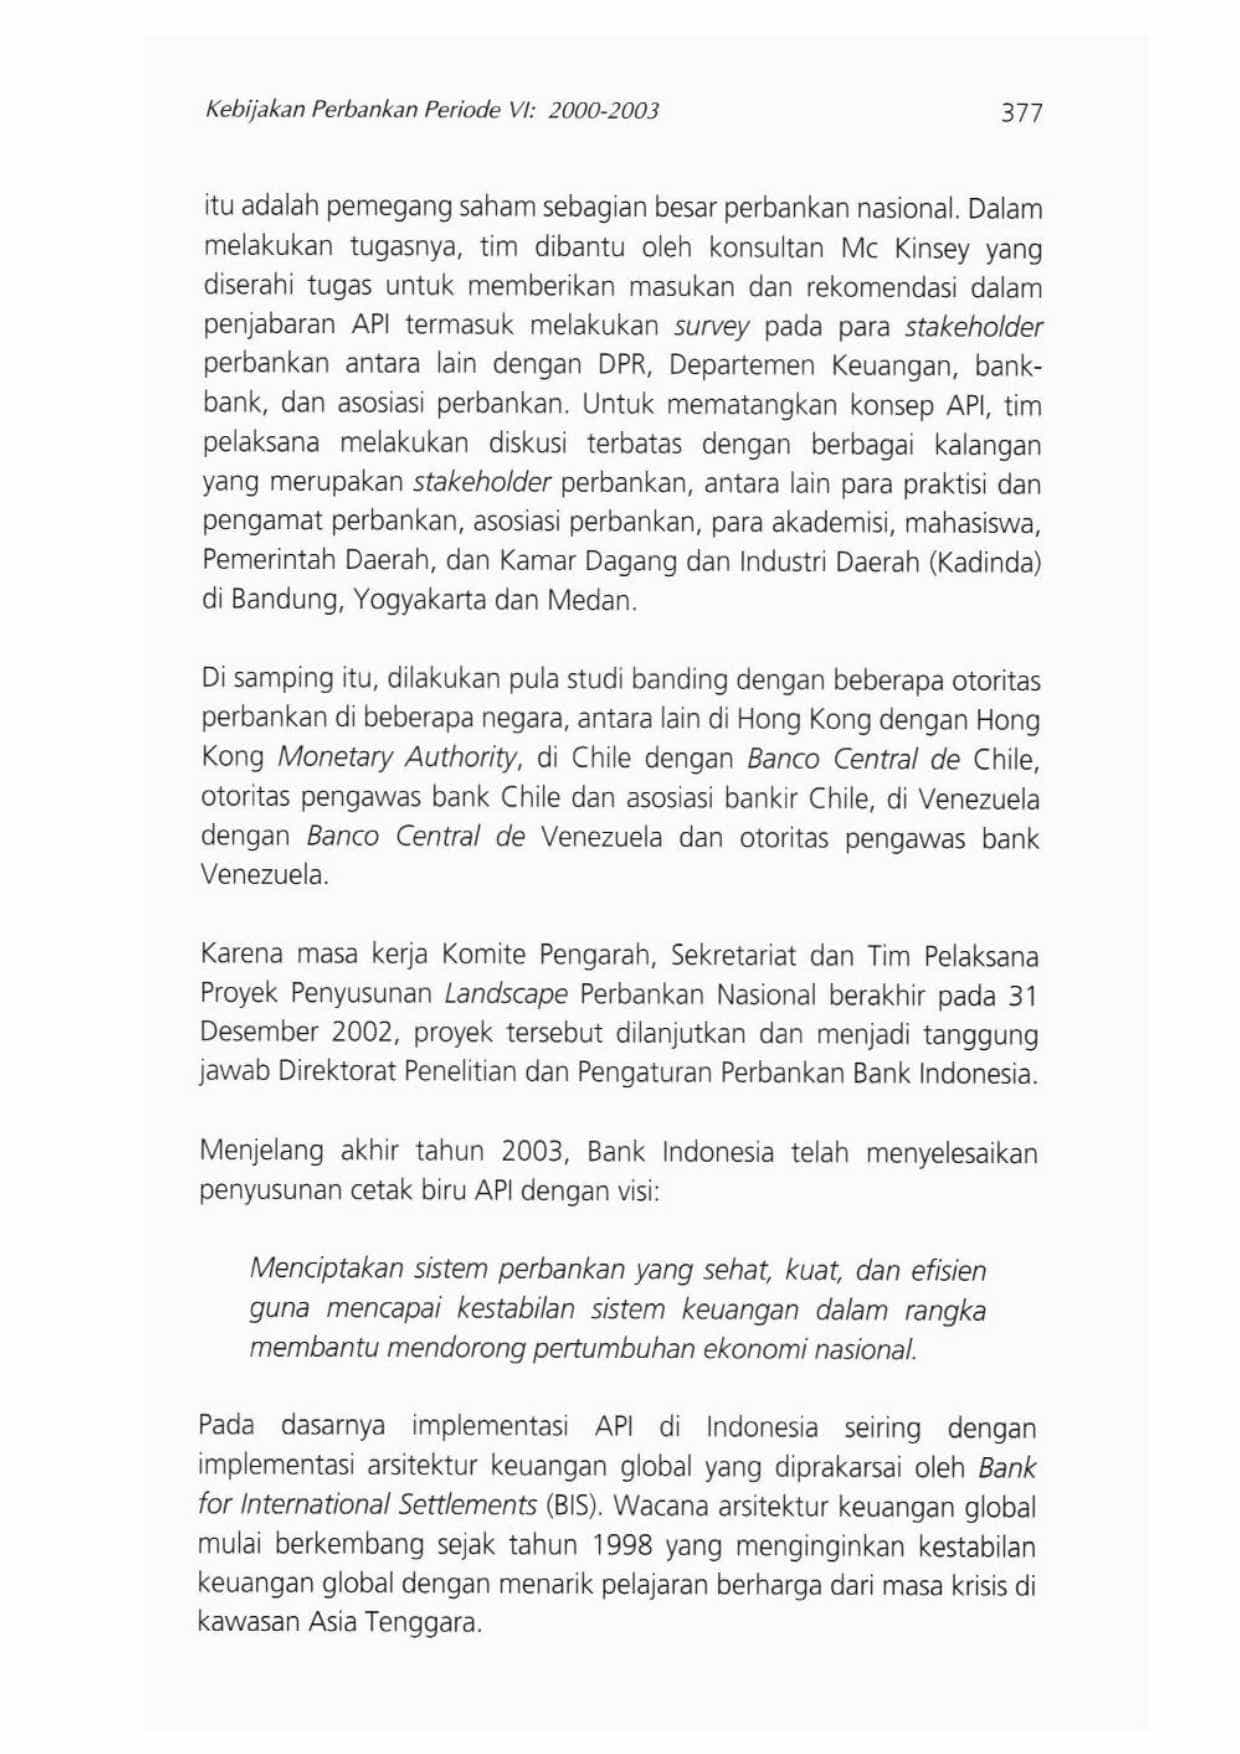 Kebijakan Perbankan Periode VI: 2000-2003 377
itu adalah pemegang saham sebagian besar perbankan nasional. Dalam
melakukan tugasnya, tim dibantu oleh konsultan Mc Kinsey yang
diserahi tugas untuk memberikan masukan dan rekomendasi dalam
penjabaran API termasuk melakukan survey pada para stakeholder
perbankan antara lain dengan DPR, Departemen Keuangan, bank-
bank, dan asosiasi perbankan. Untuk mematangkan konsep API, tim
pelaksana melakukan diskusi terbatas dengan berbagai kalangan
yang merupakan stakeholder perbankan, antara lain para praktisi dan
pengamat perbankan, asosiasi perbankan, para akademisi, mahasiswa,
Pemerintah Daerah, dan Kamar Dagang dan Industri Daerah (Kadinda)
di Bandung, Yogyakarta dan Medan.
Di samping itu, dilakukan pula studi banding dengan beberapa otoritas
perbankan di beberapa negara, antara lain di Hong Kong dengan Hong
Kong Monetary Authority, di Chile dengan Banco Central de Chile,
otoritas pengawas bank Chile dan asosiasi bankir Chile, di Venezuela
dengan Banco Central de Venezuela dan otoritas pengawas bank
Venezuela.
Karena masa kerja Komite Pengarah, Sekretariat dan Tim Pelaksana
Proyek Penyusunan Landscape Perbankan Nasional berakhir pada 31
Desember 2002, proyek tersebut dilanjutkan dan menjadi tanggung
jawab Direktorat Penelitian dan Pengaturan Perbankan Bank Indonesia.
Menjelang akhir tahun 2003, Bank Indonesia telah menyelesaikan
penyusunan cetak biru API dengan visi:
Menciptakan sistem perbankan yang sehat, kuat, dan efisien
guna mencapai kestabilan sistem keuangan dalam rangka
membantu mendorong pertumbuhan ekonomi nasional.
Pada dasarnya implementasi API di Indonesia seiring dengan
implementasi arsitektur keuangan global yang diprakarsai oleh Bank
for International Settlements (BIS). Wacana arsitektur keuangan global
mulai berkembang sejak tahun 1998 yang menginginkan kestabilan
keuangan global dengan menarik pelajaran berharga dari masa krisis di
kawasan Asia Tenggara.